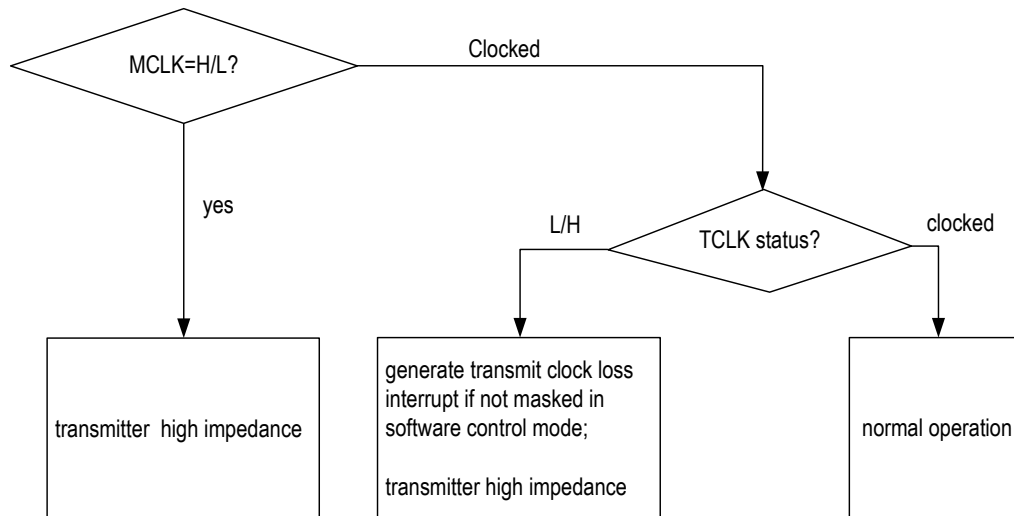 MCLK=H/L?
Clocked
yes
L/H
TCLK status?
clocked
transmitter high impedance
generate transmit clock loss
interrupt if not masked in
software control mode;
transmitter high impedance
normal operation